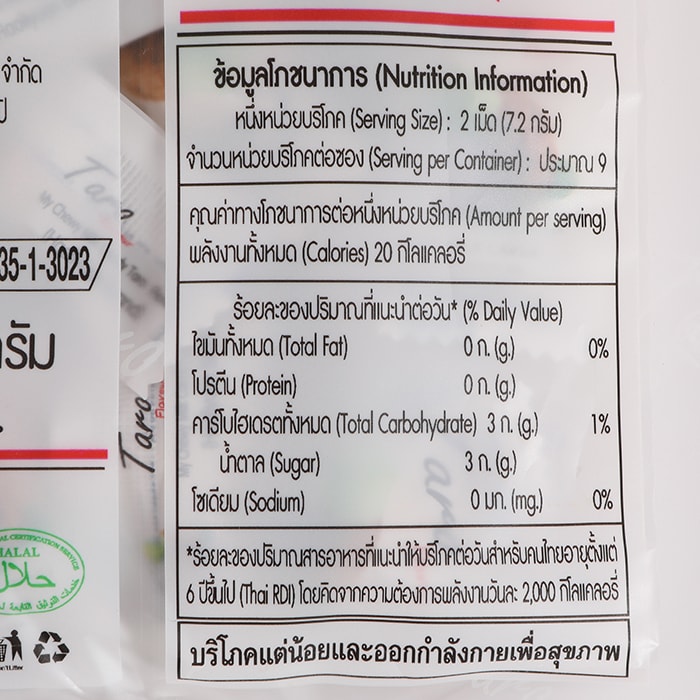 จำกัด
35-1-3023
ข้อมูลโภชนาการ (Nutrition Information)
หนึ่งหน่วยบริโภค (Serving Size) : 2 เม็ด (7.2 กรัม)
จำนวนหน่วยบริโภคต่อซอง (Serving per Container) : ประมาณ 9
คุณค่าทางโภชนาการต่อหนึ่งหน่วยบริโภค (Amount per serving)
พลังงานทั้งหมด (Calories) 20 กิโลแคลอรี่
ร้อยละของปริมาณที่แนะนำต่อวัน* (% Daily Value)
ไขมันทั้งหมด (Total Fat) 0 ก. (g.) 0%
โปรตีน (Protein) 0 ก. (g.)
คาร์โบไฮเดรตทั้งหมด (Total Carbohydrate) 3 ก. (g.) 1%
น้ำตาล (Sugar) 3 ก. (g.)
โซเดียม (Sodium) 0 มก. (mg.) 0%
*ร้อยละของปริมาณสารอาหารที่แนะนำให้บริโภคต่อวันสำหรับคนไทยอายุตั้งแต่
6 ปีขึ้นไป (Thai RDI) โดยคิดจากความต้องการพลังงานวันละ 2,000 กิโลแคลอรี่
บริโภคแต่น้อยและออกกำลังกายเพื่อสุขภาพ
รัม
Taro
HALAL
حلال